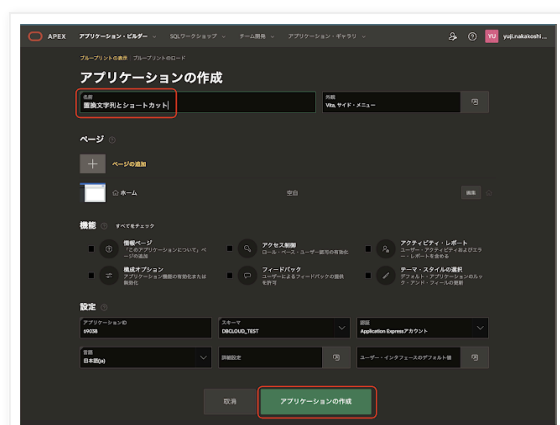 APEX アプリケーション・ビルダー SQLワークショップ チーム開発 アプリケーション・ギャラリ YU yuji.nakakoshi...
ブループリントの表示 ブループリントのロード
アプリケーションの作成
名前
置換文字列とショートカット
外観
Vita, サイド・メニュー
ページ
ページの追加
ホーム 空白 編集
機能 すべてをチェック
情報ページ
「このアプリケーションについて」ページの追加
アクセス制御
ロール・ベース・ユーザー認可の有効化
アクティビティ・レポート
ユーザー・アクティビティおよびエラー・レポートを含める
構成オプション
アプリケーション機能の有効化または無効化
フィードバック
ユーザーによるフィードバックの提供を許可
テーマ・スタイルの選択
デフォルト・アプリケーションのルック・アンド・フィールの更新
設定
アプリケーションID
69038
スキーマ
DBCLOUD_TEST
認証
Application Expressアカウント
言語
日本語(ja)
詳細設定
ユーザー・インタフェースのデフォルト値
取消 アプリケーションの作成